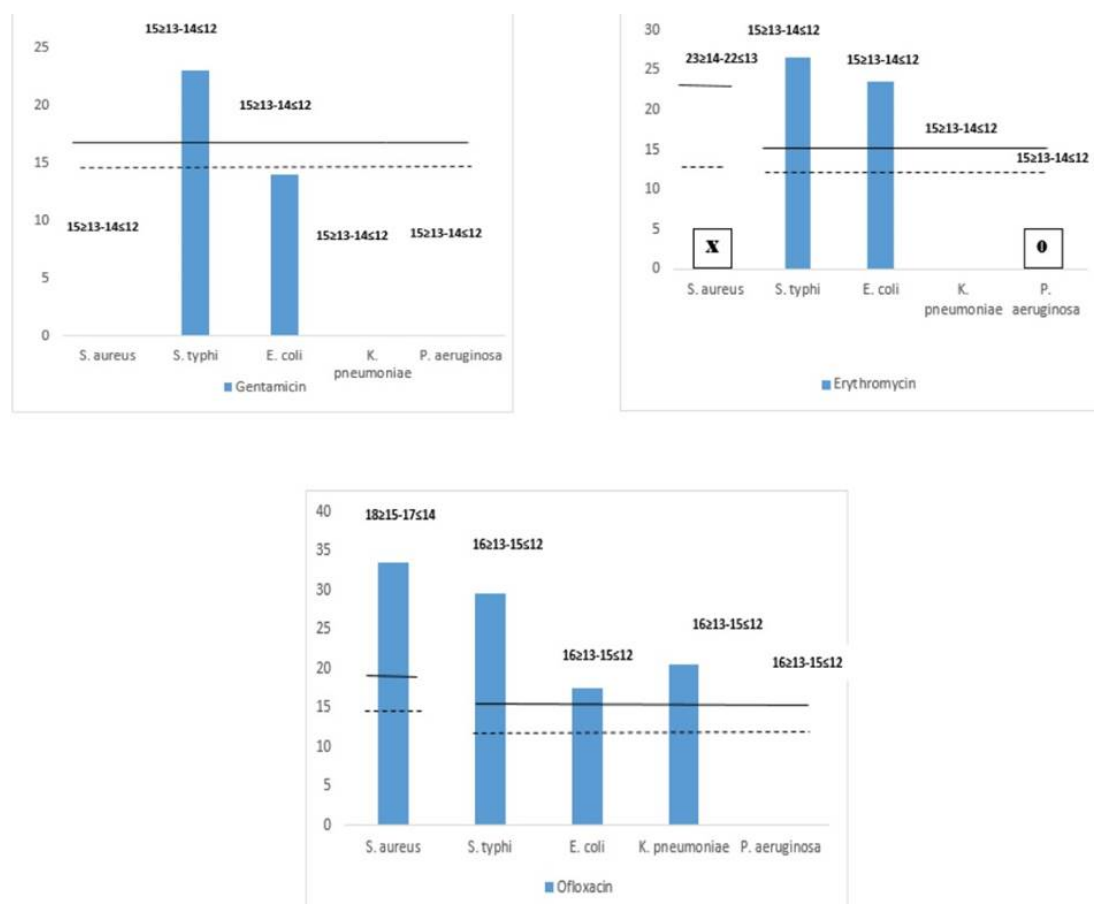 15≥13-14≤12
25
15≥13-14≤12
20
15
15≥13-14≤12
15≥13-14≤12
15≥13-14≤12
10
5
0
S. aureus
S. typhi
E. coli
K.
pneumoniae
P. aeruginosa
Gentamicin
30
15≥13-14≤12
23≥14-22≤13
15≥13-14≤12
25
20
15≥13-14≤12
15
15≥13-14≤12
10
5
X
0
0
S. aureus
S. typhi
E. coli
K.
pneumoniae
P.
aeruginosa
Erythromycin
40
18≥15-17≤14
35
16≥13-15≤12
30
25
16≥13-15≤12
16≥13-15≤12
16≥13-15≤12
20
15
10
5
0
S. aureus
S. typhi
E. coli
K. pneumoniae
P. aeruginosa
Ofloxacin